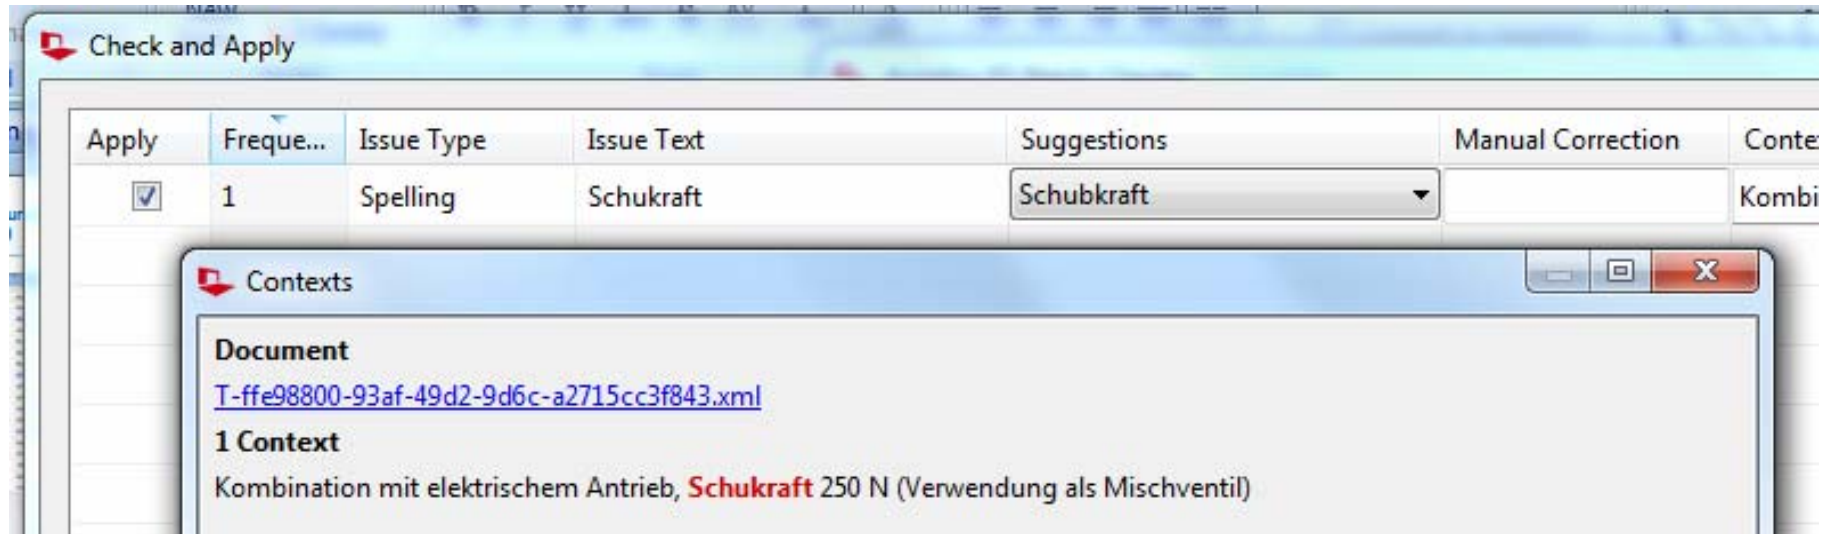 Check and Apply
Apply Freque... Issue Type Issue Text Suggestions Manual Correction Conte
1 Spelling Schukraft Schubkraft Kombi
Contexts
Document
T-ffe98800-93af-49d2-9d6c-a2715cc3f843.xml
1 Context
Kombination mit elektrischem Antrieb, Schukraft 250 N (Verwendung als Mischventil)